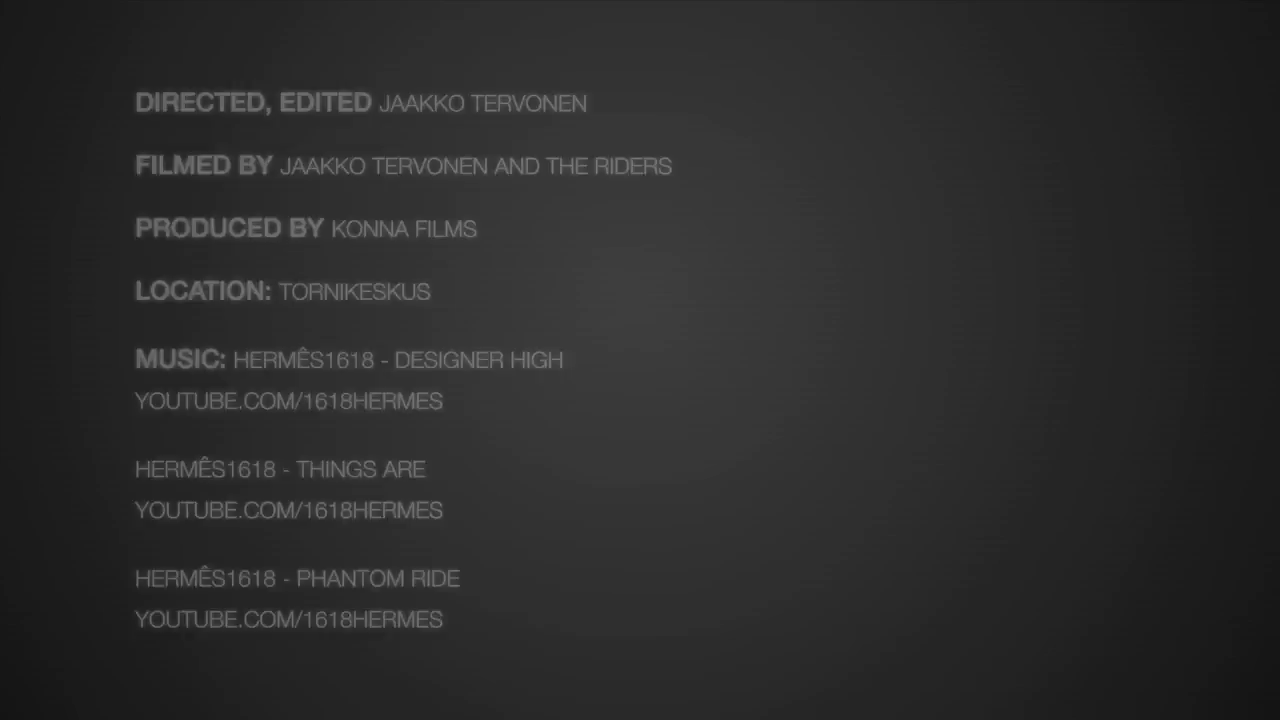 DIRECTED, EDITED JAAKKO TERVONEN
FILMED BY JAAKKO TERVONEN AND THE RIDERS
PRODUCED BY KONNA FILMS
LOCATION: TORNIKESKUS
MUSIC: HERMÊS1618 - DESIGNER HIGH
YOUTUBE.COM/1618HERMES
HERMÊS1618 - THINGS ARE
YOUTUBE.COM/1618HERMES
HERMÊS1618 - PHANTOM RIDE
YOUTUBE.COM/1618HERMES